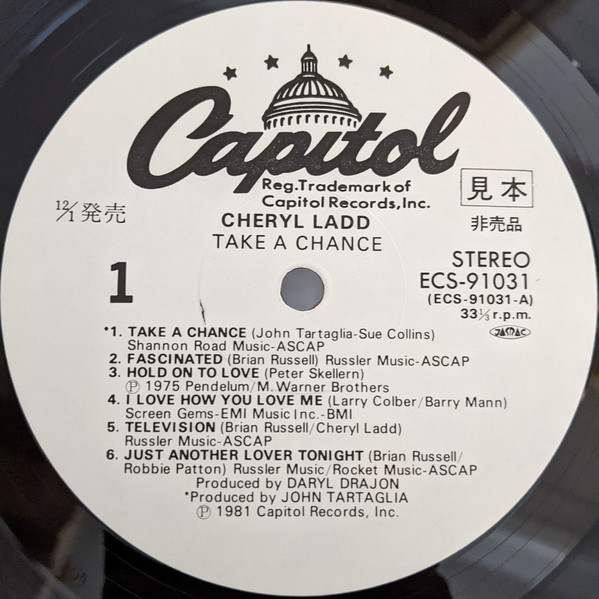 Capitol
Reg.Trademark of
Capitol Records, Inc.
見本
12/1 発売
非売品
CHERYL LADD
TAKE A CHANCE
1
STEREO
ECS-91031
(ECS-91031-A)
33⅓ r.p.m.
JASRAC
*1. TAKE A CHANCE (John Tartaglia-Sue Collins)
Shannon Road Music-ASCAP
2. FASCINATED (Brian Russell) Russler Music-ASCAP
3. HOLD ON TO LOVE (Peter Skellern)
Ⓟ 1975 Pendelum/M. Warner Brothers
4. I LOVE HOW YOU LOVE ME (Larry Colber/Barry Mann)
Screen Gems-EMI Music Inc.-BMI
5. TELEVISION (Brian Russell/Cheryl Ladd)
Russler Music-ASCAP
6. JUST ANOTHER LOVER TONIGHT (Brian Russell/
Robbie Patton) Russler Music/Rocket Music-ASCAP
Produced by DARYL DRAJON
*Produced by JOHN TARTAGLIA
Ⓟ 1981 Capitol Records, Inc.